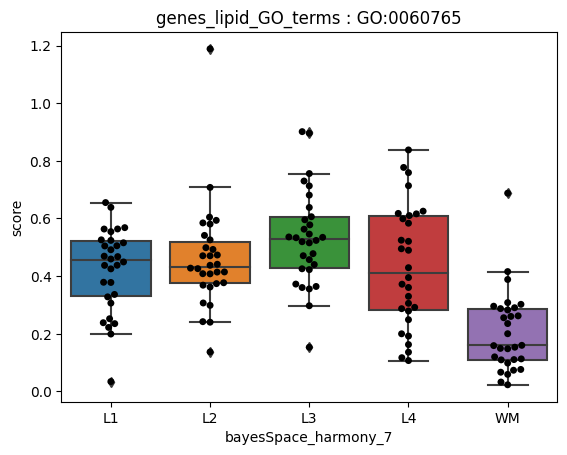 genes_lipid_GO_terms : GO:0060765
1.2
1.0
0.8
0.6
0.4
0.2
0.0
score
L1 L2 L3 L4 WM
bayesSpace_harmony_7